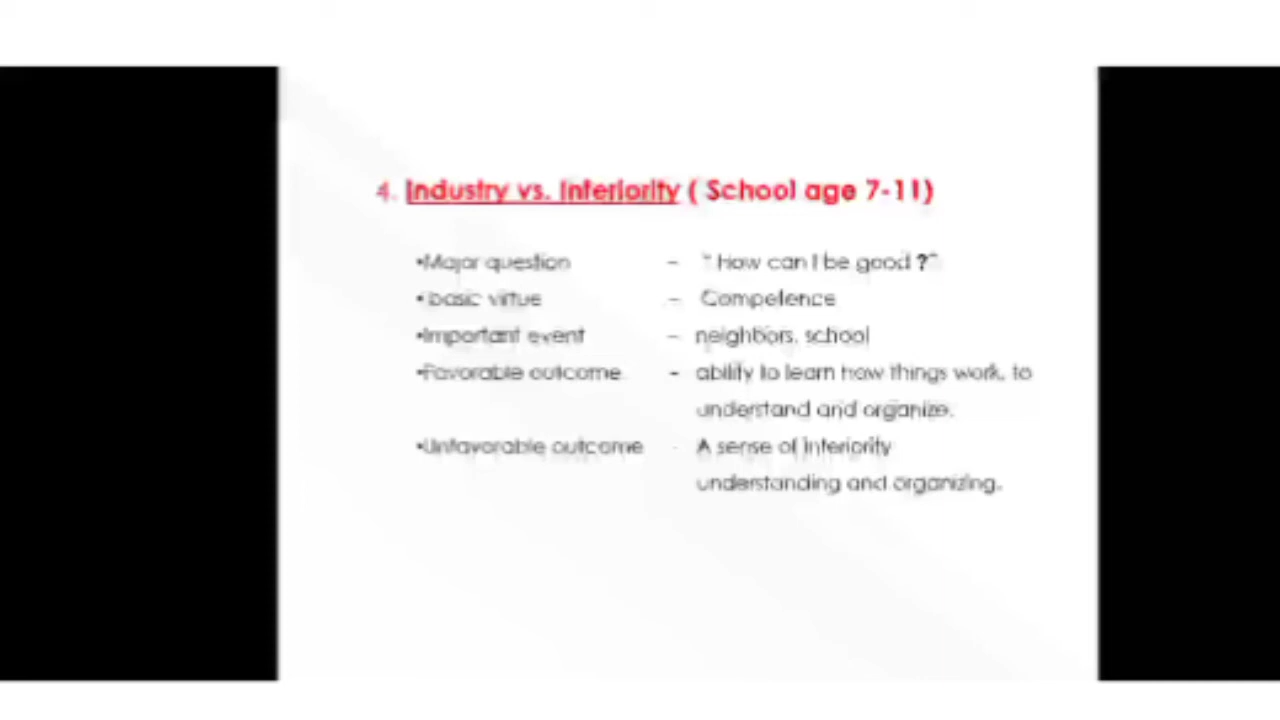 4. Industry vs. Inferiority ( School age 7-11)
•Major question – " How can I be good ?"
• basic virtue – Competence
•Important event – neighbors, school
•Favorable outcome – ability to learn how things work, to
understand and organize.
•Unfavorable outcome - A sense of inferiority
understanding and organizing.